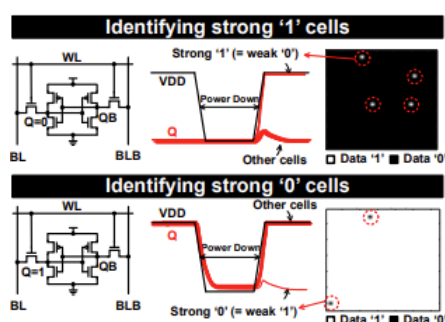 Identifying strong ‘1’ cells
WL
Q=0
QB
BL
BLB
Strong ‘1’ (= weak ‘0’)
VDD
Power Down
Q
Other cells
Data ‘1’ Data ‘0’
Identifying strong ‘0’ cells
WL
Q=1
QB
BL
BLB
Other cells
VDD
Q
Power Down
Strong ‘0’ (= weak ‘1’)
Data ‘1’ Data ‘0’